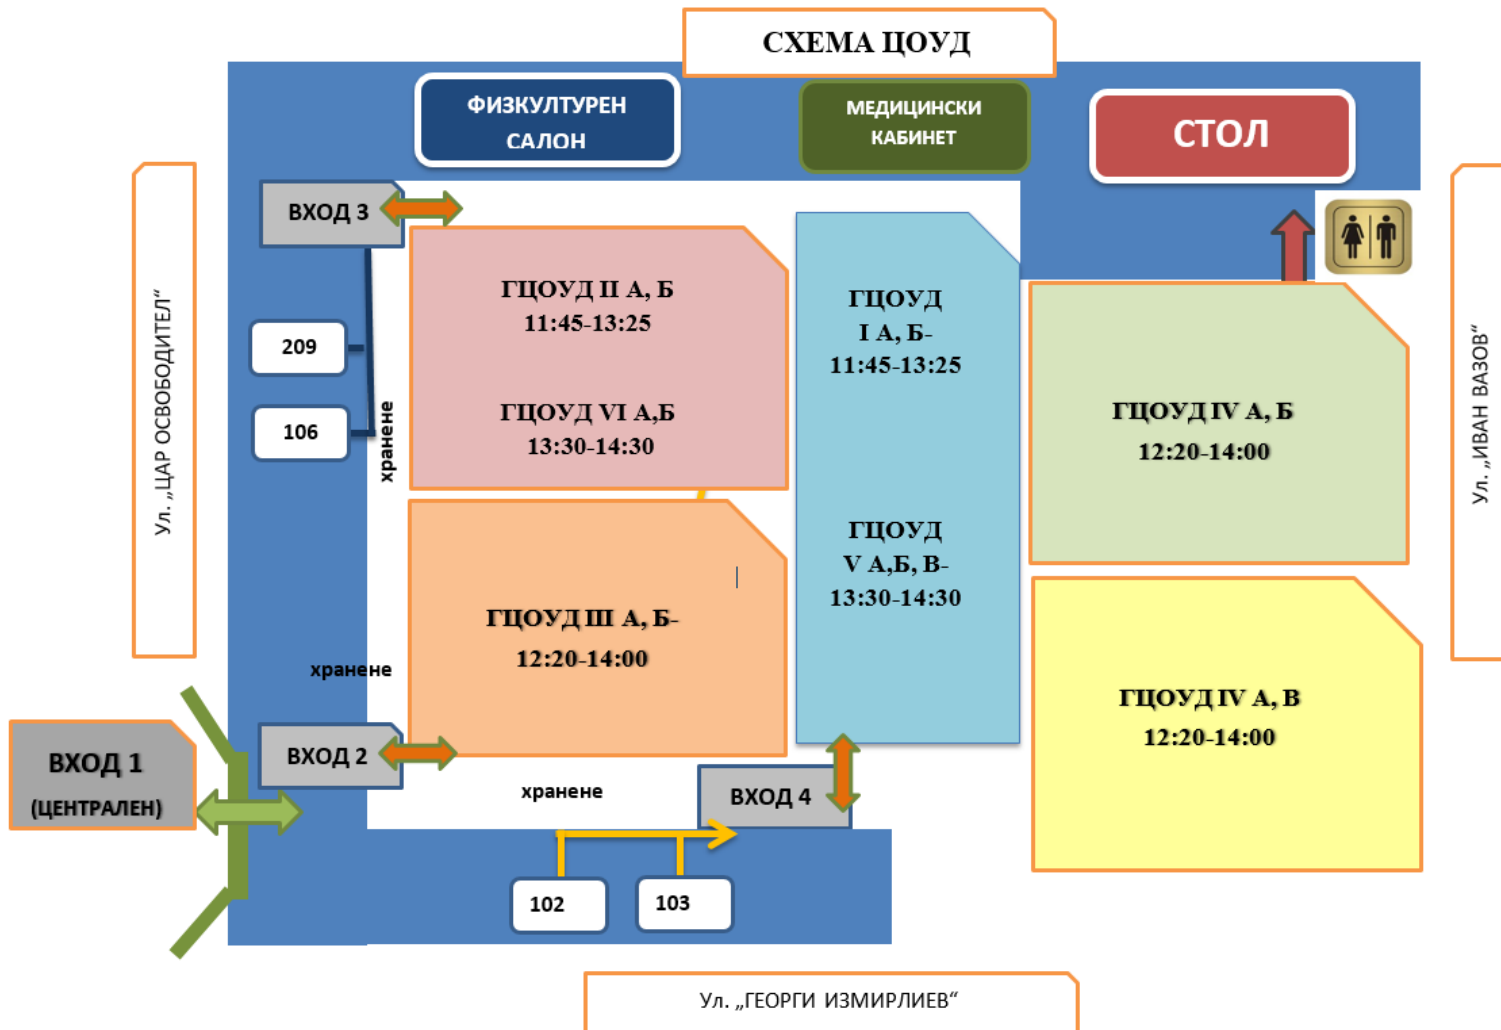 СХЕМА ЦОУД
ФИЗКУЛТУРЕН
САЛОН
МЕДИЦИНСКИ
КАБИНЕТ
СТОЛ
Ул. „ЦАР ОСВОБОДИТЕЛ“
ВХОД 3
209
106
хранене
ГЦОУД II А, Б
11:45-13:25
ГЦОУД VI А,Б
13:30-14:30
ГЦОУД
I А, Б-
11:45-13:25
ГЦОУД
V А,Б, В-
13:30-14:30
ГЦОУД IV А, Б
12:20-14:00
Ул. „ИВАН ВАЗОВ“
ГЦОУД III А, Б-
12:20-14:00
хранене
ГЦОУД IV А, В
12:20-14:00
ВХОД 1
(ЦЕНТРАЛЕН)
ВХОД 2
хранене
ВХОД 4
102
103
Ул. „ГЕОРГИ ИЗМИРЛИЕВ“